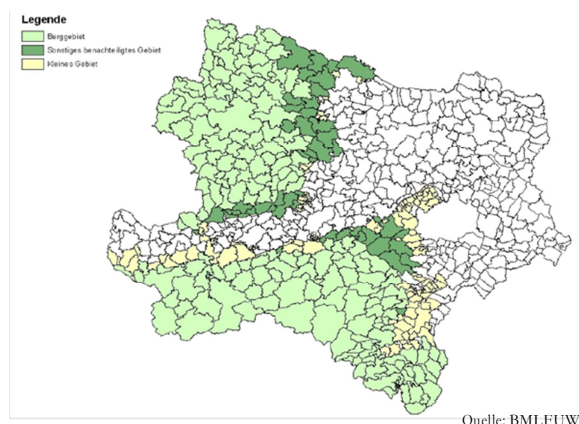 Legende
Berggebiet
Sonstiges benachteiligtes Gebiet
Kleines Gebiet
Quelle: BMLFUW